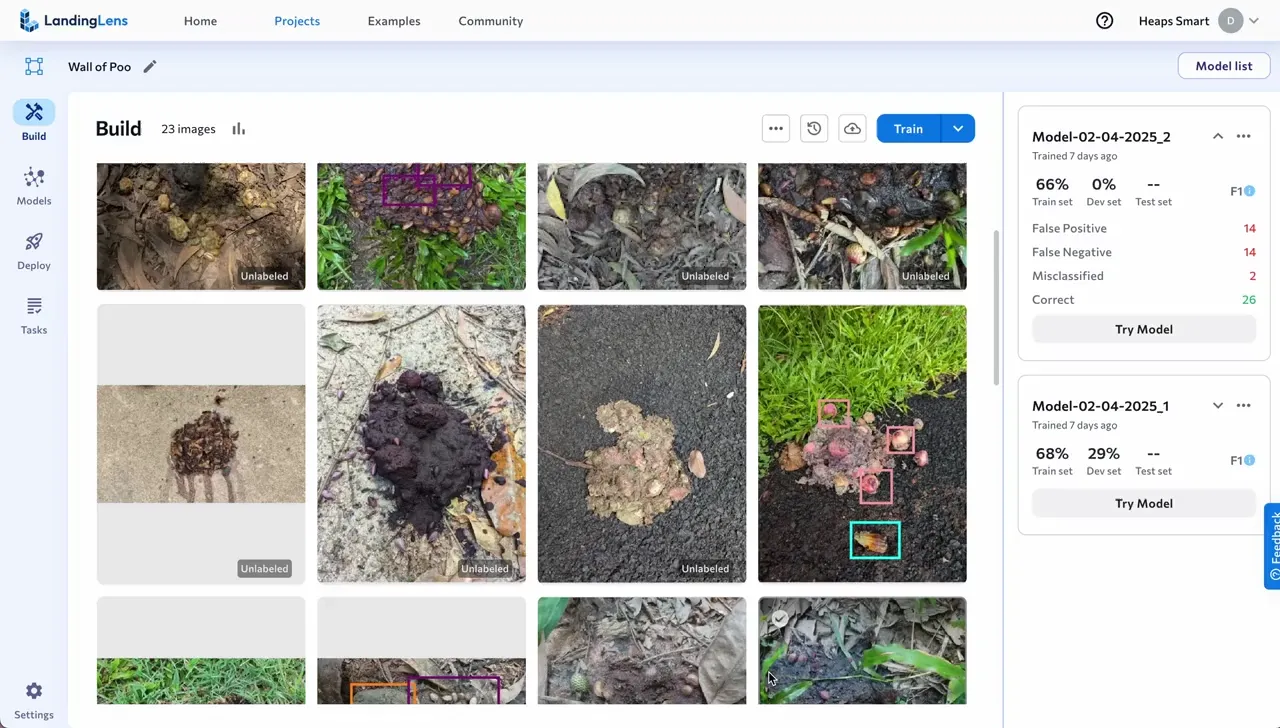 LandingLens
Home
Projects
Examples
Community
Heaps Smart
D
Wall of Poo
Model list
Build
Models
Deploy
Tasks
Settings
Build
23 images
Train
Unlabeled
Unlabeled
Unlabeled
Unlabeled
Unlabeled
Unlabeled
Model-02-04-2025_2
Trained 7 days ago
66% 0% --
Train set Dev set Test set
F1
False Positive 14
False Negative 14
Misclassified 2
Correct 26
Try Model
Model-02-04-2025_1
Trained 7 days ago
68% 29% --
Train set Dev set Test set
F1
Try Model
Feedback